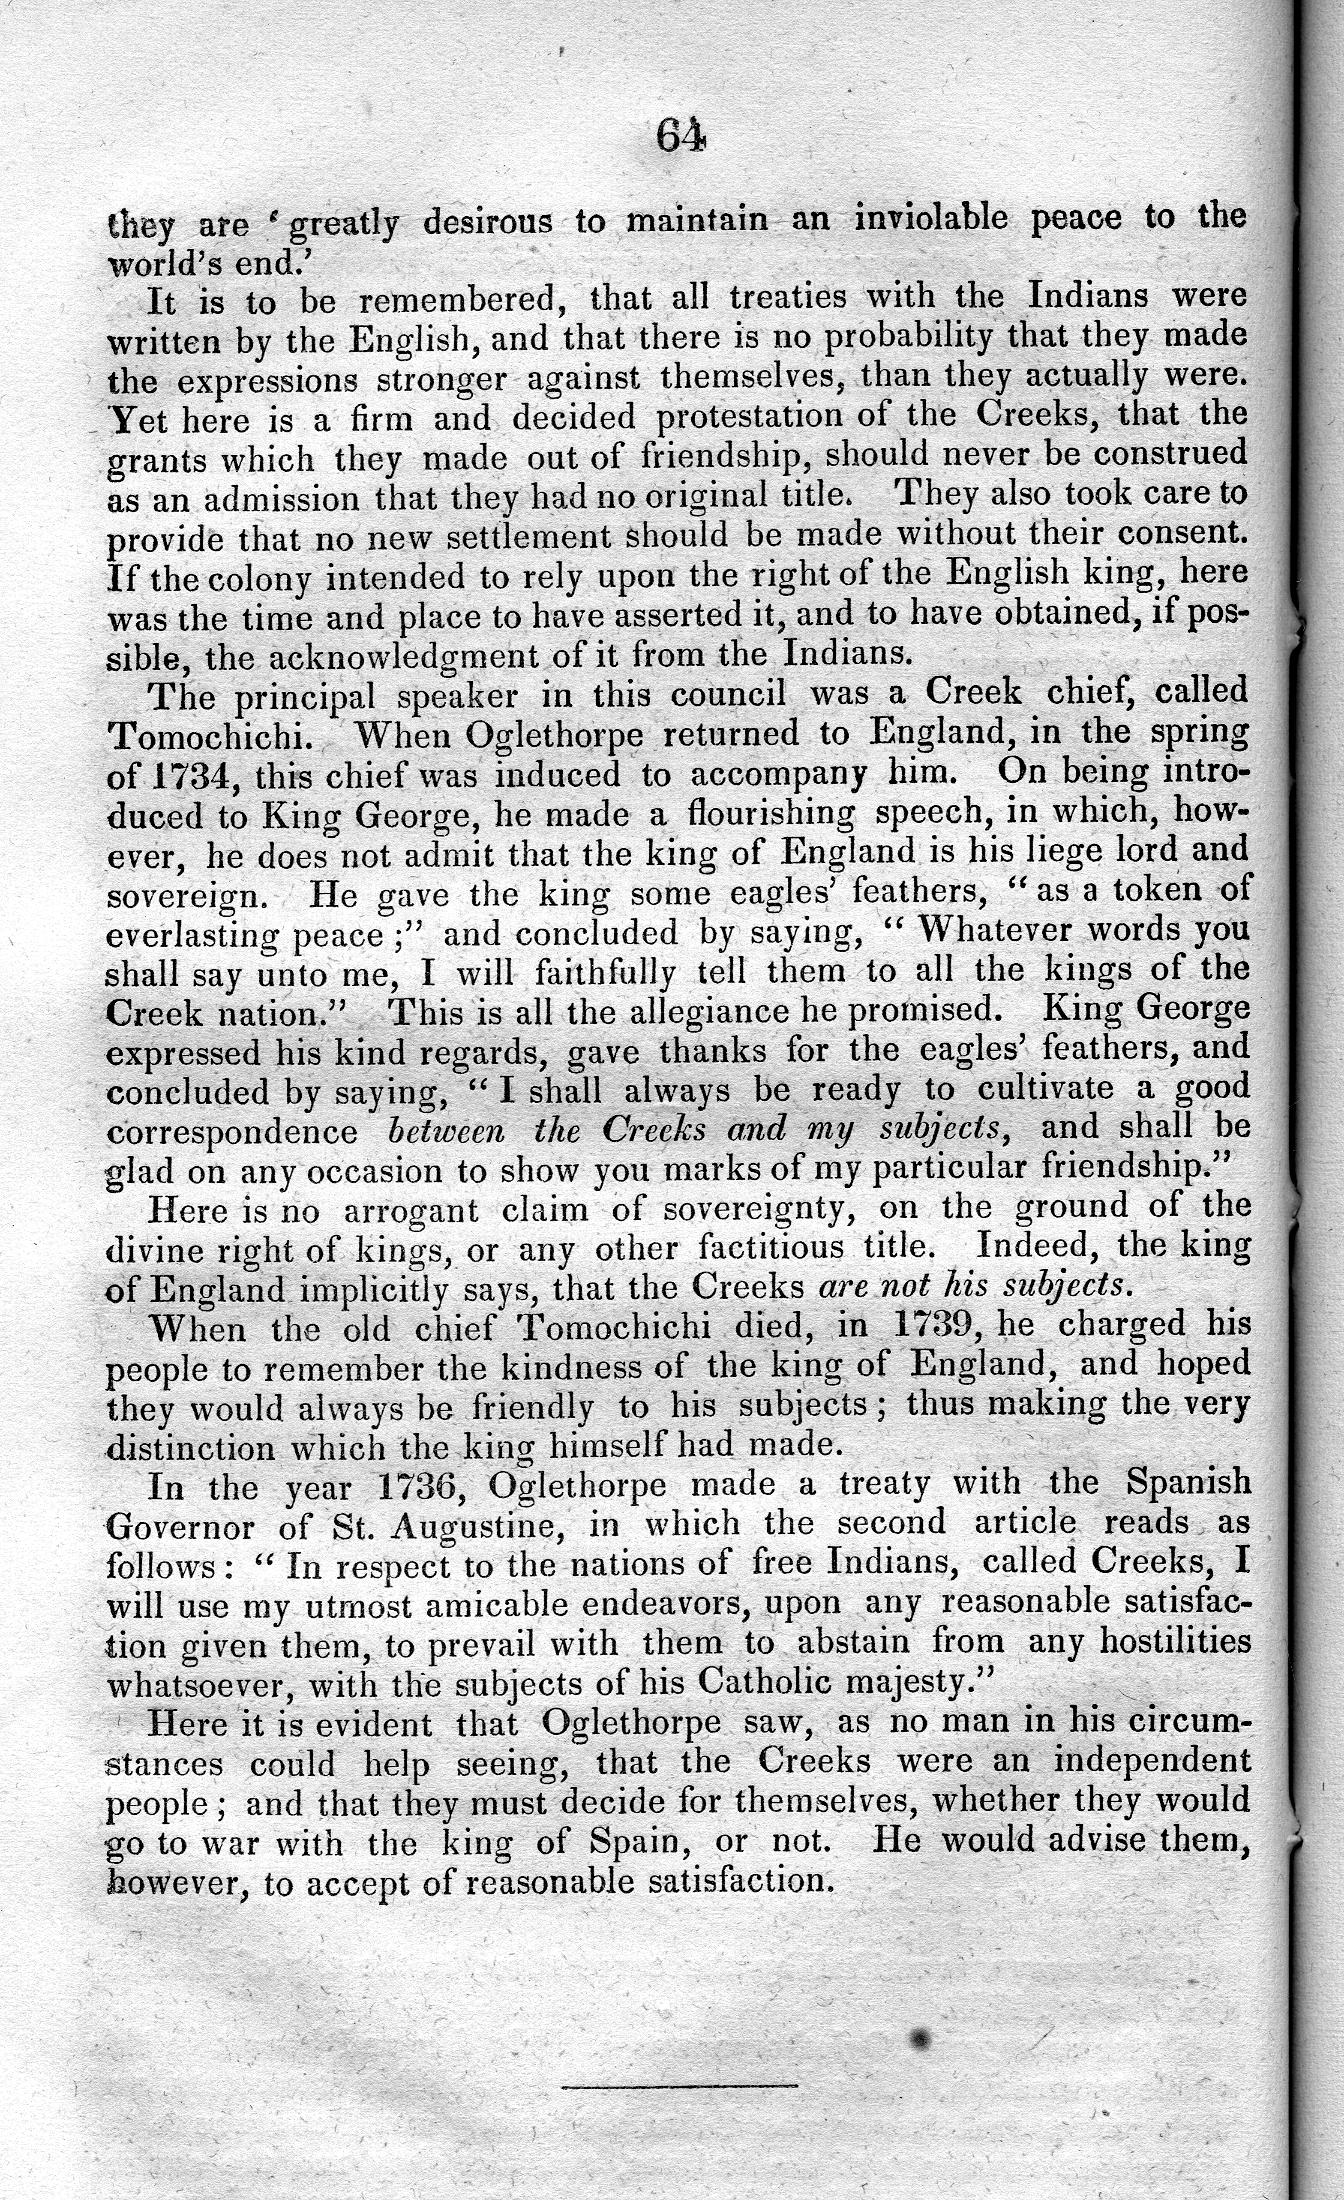 64
they are ‘ greatly desirous to maintain an inviolable peace to the
world’s end.’
It is to be remembered, that all treaties with the Indians were
written by the English, and that there is no probability that they made
the expressions stronger against themselves, than they actually were.
Yet here is a firm and decided protestation of the Creeks, that the
grants which they made out of friendship, should never be construed
as an admission that they had no original title. They also took care to
provide that no new settlement should be made without their consent.
If the colony intended to rely upon the right of the English king, here
was the time and place to have asserted it, and to have obtained, if pos-
sible, the acknowledgment of it from the Indians.
The principal speaker in this council was a Creek chief, called
Tomochichi. When Oglethorpe returned to England, in the spring
of 1734, this chief was induced to accompany him. On being intro-
duced to King George, he made a flourishing speech, in which, how-
ever, he does not admit that the king of England is his liege lord and
sovereign. He gave the king some eagles’ feathers, “ as a token of
everlasting peace ;” and concluded by saying, “ Whatever words you
shall say unto me, I will faithfully tell them to all the kings of the
Creek nation.” This is all the allegiance he promised. King George
expressed his kind regards, gave thanks for the eagles’ feathers, and
concluded by saying, “ I shall always be ready to cultivate a good
correspondence between the Creeks and my subjects, and shall be
glad on any occasion to show you marks of my particular friendship.”
Here is no arrogant claim of sovereignty, on the ground of the
divine right of kings, or any other factitious title. Indeed, the king
of England implicitly says, that the Creeks are not his subjects.
When the old chief Tomochichi died, in 1739, he charged his
people to remember the kindness of the king of England, and hoped
they would always be friendly to his subjects ; thus making the very
distinction which the king himself had made.
In the year 1736, Oglethorpe made a treaty with the Spanish
Governor of St. Augustine, in which the second article reads as
follows : “ In respect to the nations of free Indians, called Creeks, I
will use my utmost amicable endeavors, upon any reasonable satisfac-
tion given them, to prevail with them to abstain from any hostilities
whatsoever, with the subjects of his Catholic majesty.”
Here it is evident that Oglethorpe saw, as no man in his circum-
stances could help seeing, that the Creeks were an independent
people ; and that they must decide for themselves, whether they would
go to war with the king of Spain, or not. He would advise them,
however, to accept of reasonable satisfaction.